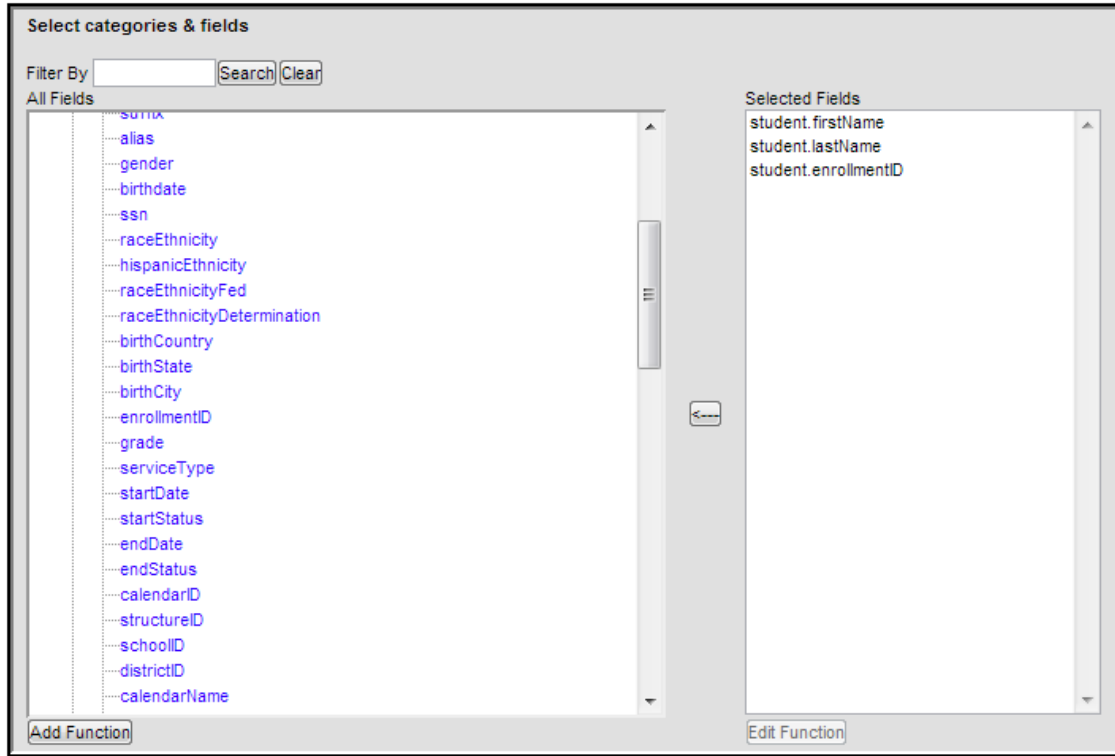 Select categories & fields
Filter By Search Clear
All Fields
suffix
alias
gender
birthdate
ssn
raceEthnicity
hispanicEthnicity
raceEthnicityFed
raceEthnicityDetermination
birthCountry
birthState
birthCity
enrollmentID
grade
serviceType
startDate
startStatus
endDate
endStatus
calendarID
structureID
schoolID
districtID
calendarName
Add Function
<---
Selected Fields
student.firstName
student.lastName
student.enrollmentID
Edit Function